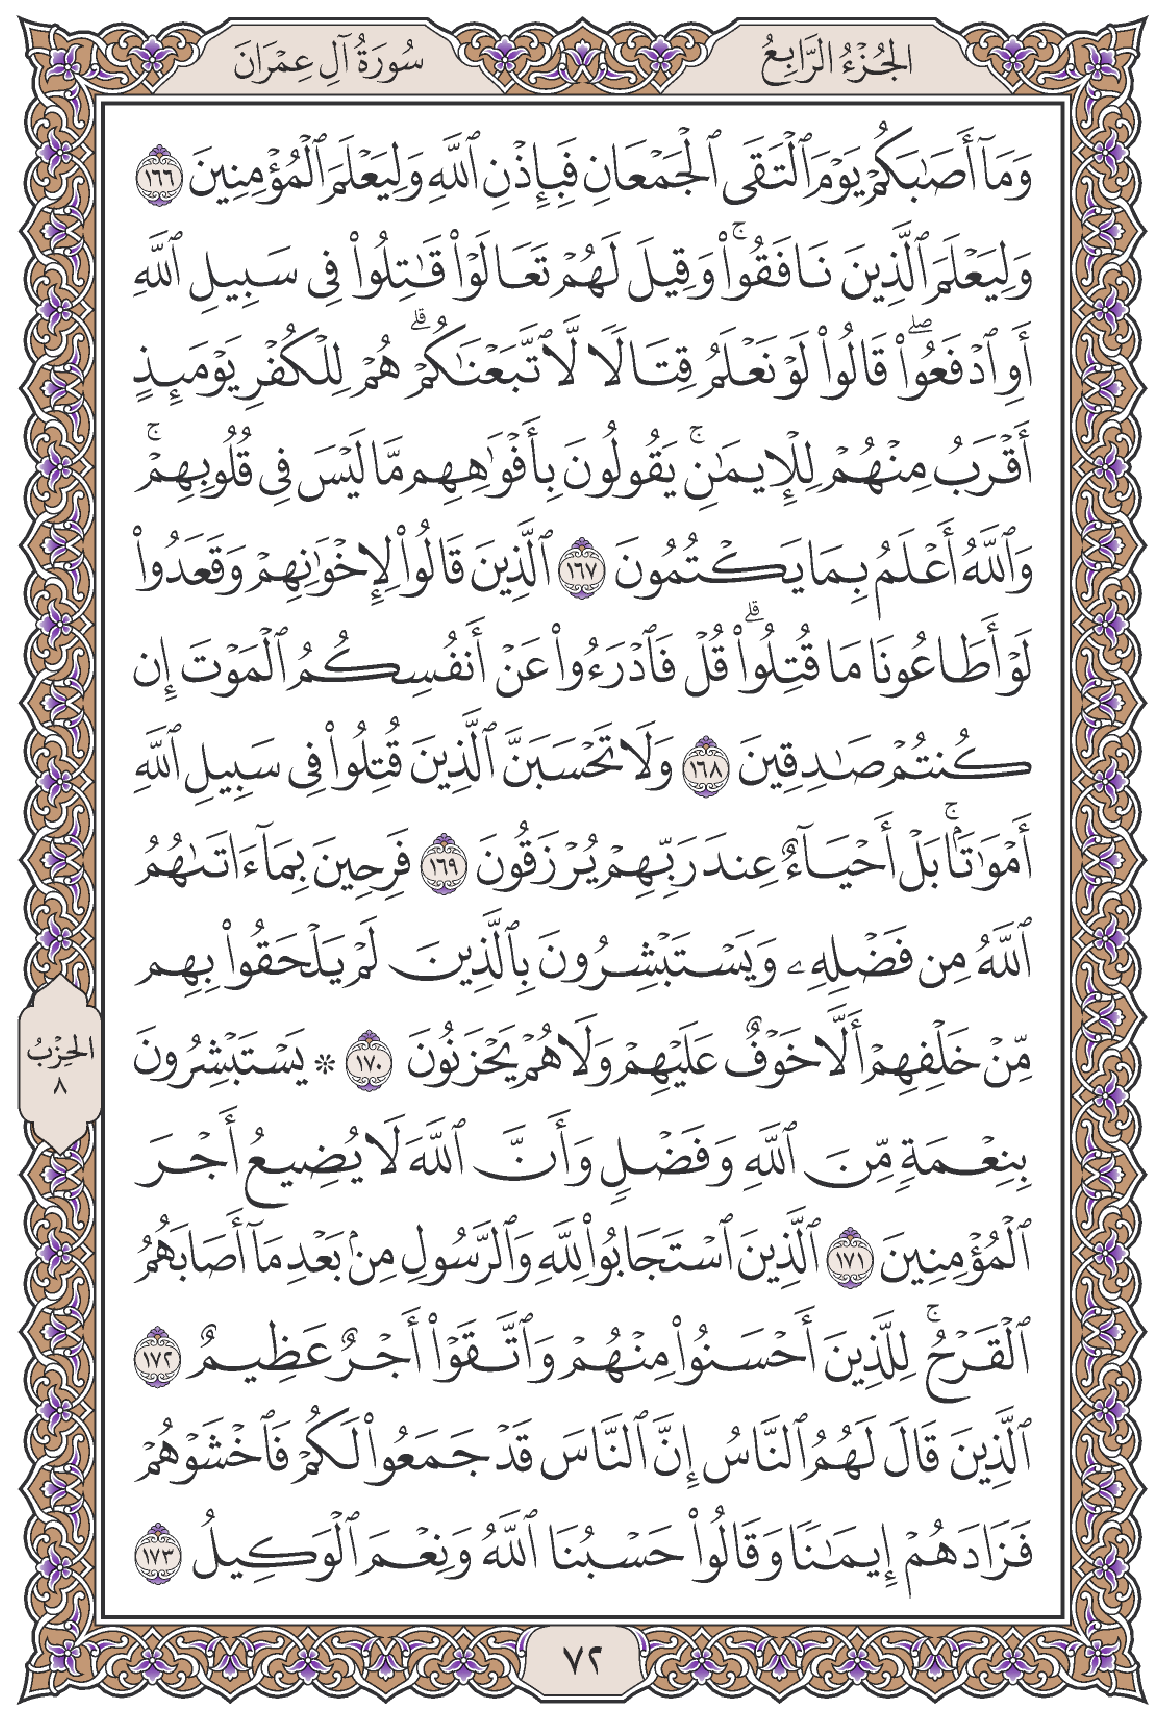 الجُزْءُ الرَّابِعُ
سُورَةُ آلِ عِمْرَانَ
وَمَآ أَصَٰبَكُمْ يَوْمَ ٱلْتَقَى ٱلْجَمْعَانِ فَبِإِذْنِ ٱللَّهِ وَلِيَعْلَمَ ٱلْمُؤْمِنِينَ ١٦٦
وَلِيَعْلَمَ ٱلَّذِينَ نَافَقُوا۟ ۚ وَقِيلَ لَهُمْ تَعَالَوْا۟ قَٰتِلُوا۟ فِى سَبِيلِ ٱللَّهِ
أَوِ ٱدْفَعُوا۟ ۖ قَالُوا۟ لَوْ نَعْلَمُ قِتَالًا لَّٱتَّبَعْنَٰكُمْ ۗ هُمْ لِلْكُفْرِ يَوْمَئِذٍ
أَقْرَبُ مِنْهُمْ لِلْإِيمَٰنِ ۚ يَقُولُونَ بِأَفْوَٰهِهِم مَّا لَيْسَ فِى قُلُوبِهِمْ ۚ
وَٱللَّهُ أَعْلَمُ بِمَا يَكْتُمُونَ ١٦٧ ٱلَّذِينَ قَالُوا۟ لِإِخْوَٰنِهِمْ وَقَعَدُوا۟
لَوْ أَطَاعُونَا مَا قُتِلُوا۟ ۗ قُلْ فَٱدْرَءُوا۟ عَنْ أَنفُسِكُمُ ٱلْمَوْتَ إِن
كُنتُمْ صَٰدِقِينَ ١٦٨ وَلَا تَحْسَبَنَّ ٱلَّذِينَ قُتِلُوا۟ فِى سَبِيلِ ٱللَّهِ
أَمْوَٰتًۢا ۚ بَلْ أَحْيَآءٌ عِندَ رَبِّهِمْ يُرْزَقُونَ ١٦٩ فَرِحِينَ بِمَآ ءَاتَىٰهُمُ
ٱللَّهُ مِن فَضْلِهِۦ وَيَسْتَبْشِرُونَ بِٱلَّذِينَ لَمْ يَلْحَقُوا۟ بِهِم
مِّنْ خَلْفِهِمْ أَلَّا خَوْفٌ عَلَيْهِمْ وَلَا هُمْ يَحْزَنُونَ ١٧٠ ۞ يَسْتَبْشِرُونَ
بِنِعْمَةٍ مِّنَ ٱللَّهِ وَفَضْلٍ وَأَنَّ ٱللَّهَ لَا يُضِيعُ أَجْرَ
ٱلْمُؤْمِنِينَ ١٧١ ٱلَّذِينَ ٱسْتَجَابُوا۟ لِلَّهِ وَٱلرَّسُولِ مِنۢ بَعْدِ مَآ أَصَابَهُمُ
ٱلْقَرْحُ ۚ لِلَّذِينَ أَحْسَنُوا۟ مِنْهُمْ وَٱتَّقَوْا۟ أَجْرٌ عَظِيمٌ ١٧٢
ٱلَّذِينَ قَالَ لَهُمُ ٱلنَّاسُ إِنَّ ٱلنَّاسَ قَدْ جَمَعُوا۟ لَكُمْ فَٱخْشَوْهُمْ
فَزَادَهُمْ إِيمَٰنًا وَقَالُوا۟ حَسْبُنَا ٱللَّهُ وَنِعْمَ ٱلْوَكِيلُ ١٧٣
الحِزْبُ
٨
٧٢